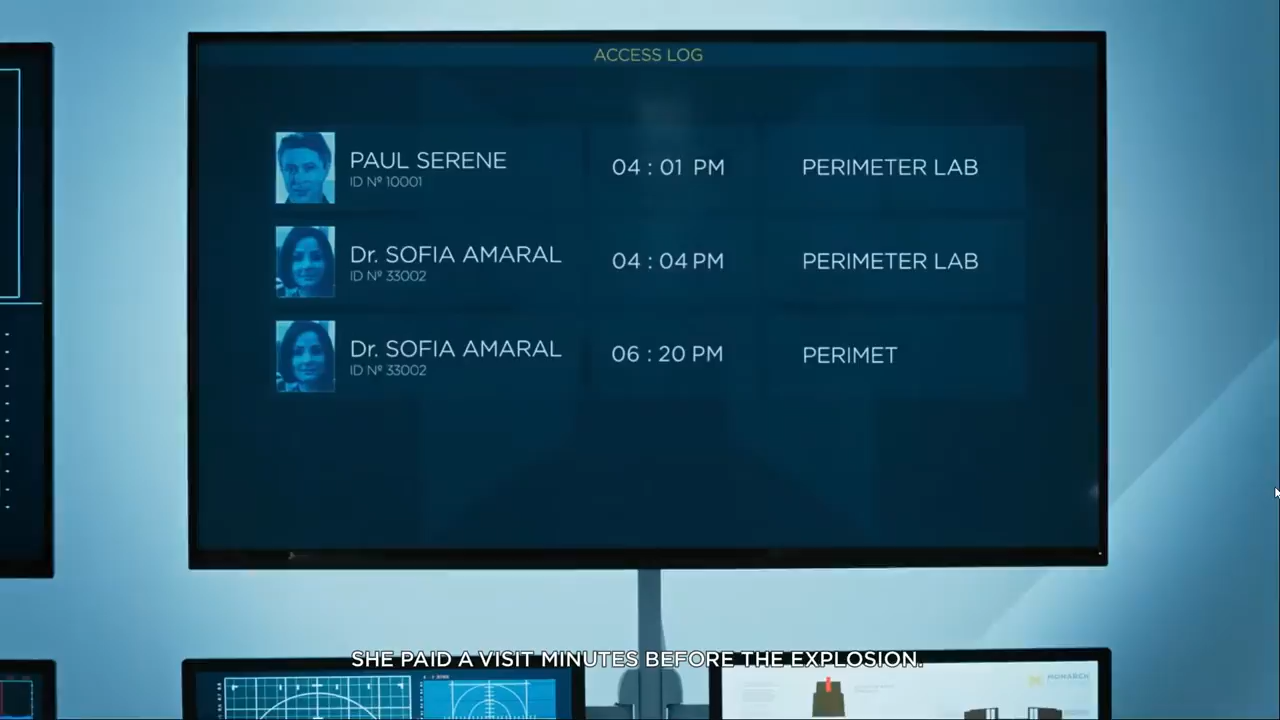 ACCESS LOG
PAUL SERENE
ID Nº 10001
04 : 01 PM
PERIMETER LAB
Dr. SOFIA AMARAL
ID Nº 33002
04 : 04 PM
PERIMETER LAB
Dr. SOFIA AMARAL
ID Nº 33002
06 : 20 PM
PERIMET
SHE PAID A VISIT MINUTES BEFORE THE EXPLOSION.
MONARCH